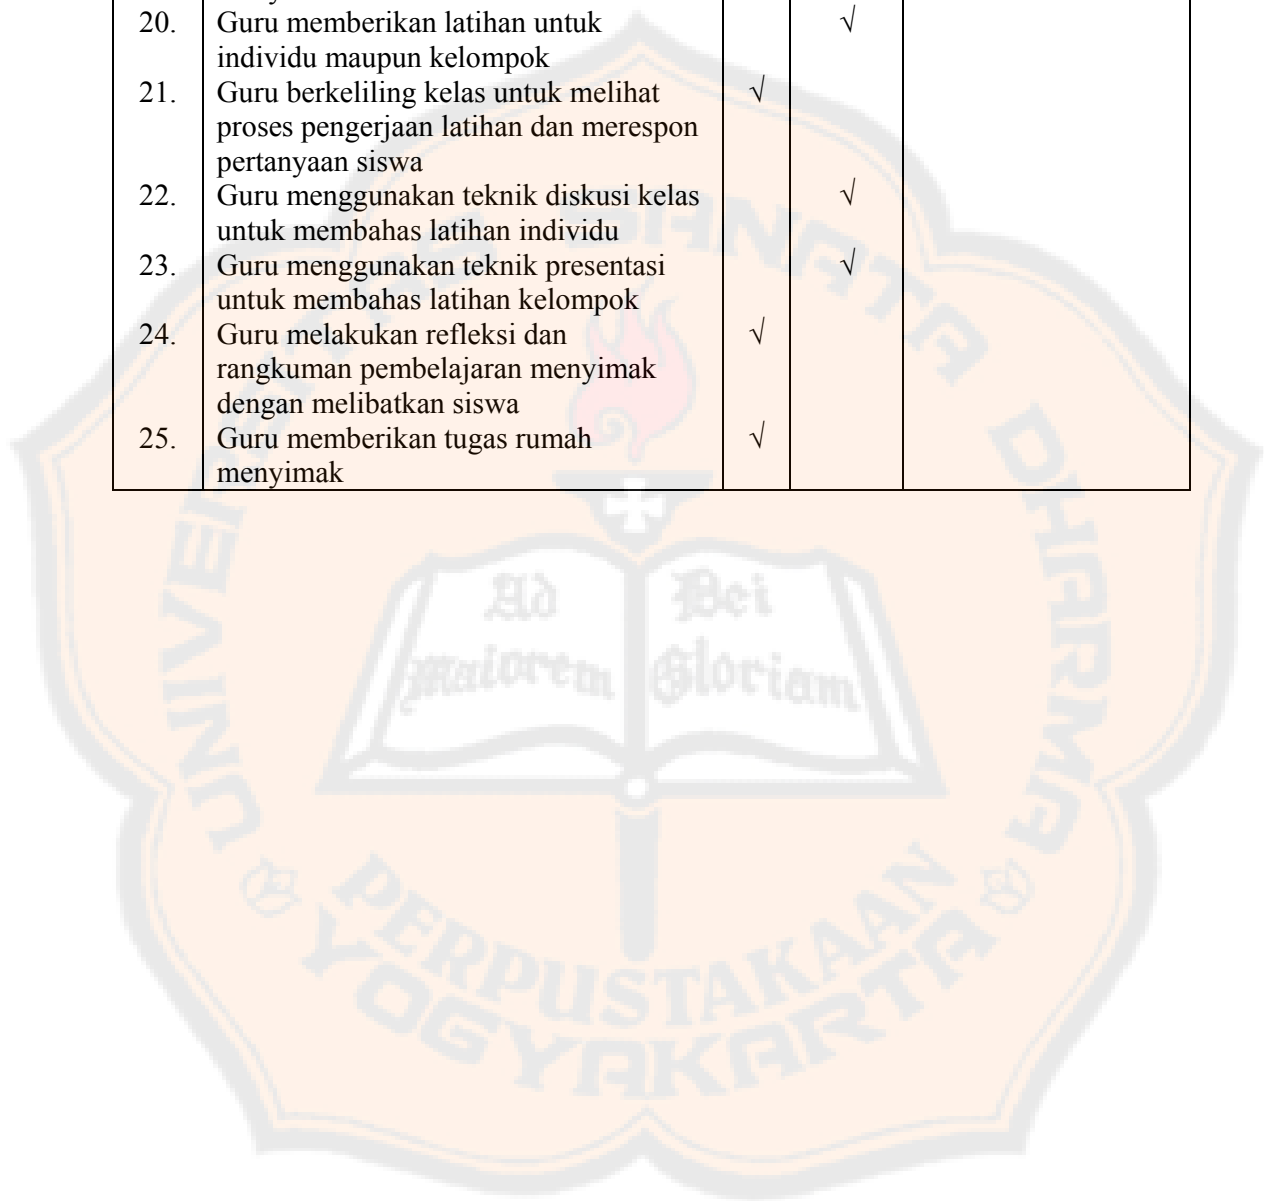 20. Guru memberikan latihan untuk √
individu maupun kelompok
21. Guru berkeliling kelas untuk melihat √
proses pengerjaan latihan dan merespon
pertanyaan siswa
22. Guru menggunakan teknik diskusi kelas √
untuk membahas latihan individu
23. Guru menggunakan teknik presentasi √
untuk membahas latihan kelompok
24. Guru melakukan refleksi dan √
rangkuman pembelajaran menyimak
dengan melibatkan siswa
25. Guru memberikan tugas rumah √
menyimak
UNIVERSITAS SANATA DHARMA
Ad Dei
maiorem Gloriam
PERPUSTAKAAN
YOGYAKARTA